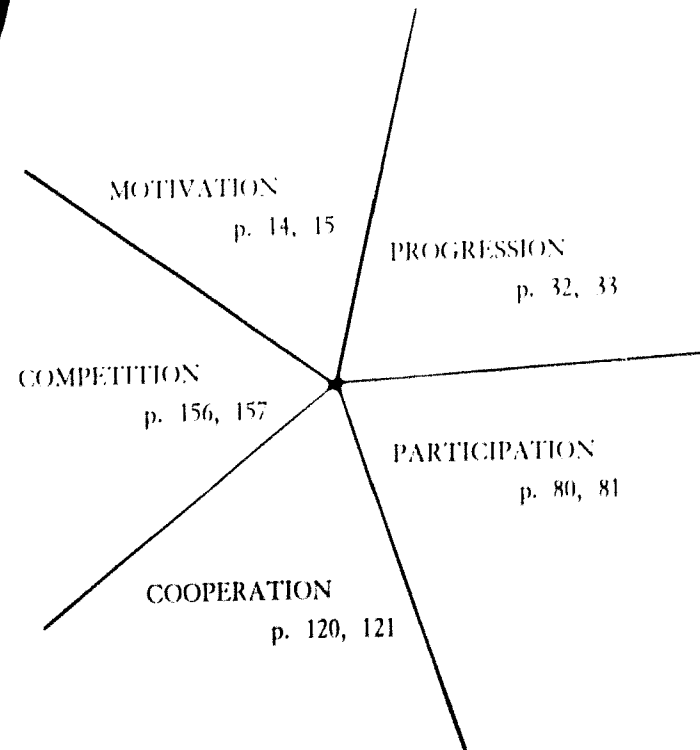 MOTIVATION
p. 14, 15
PROGRESSION
p. 32, 33
COMPETITION
p. 156, 157
PARTICIPATION
p. 80, 81
COOPERATION
p. 120, 121